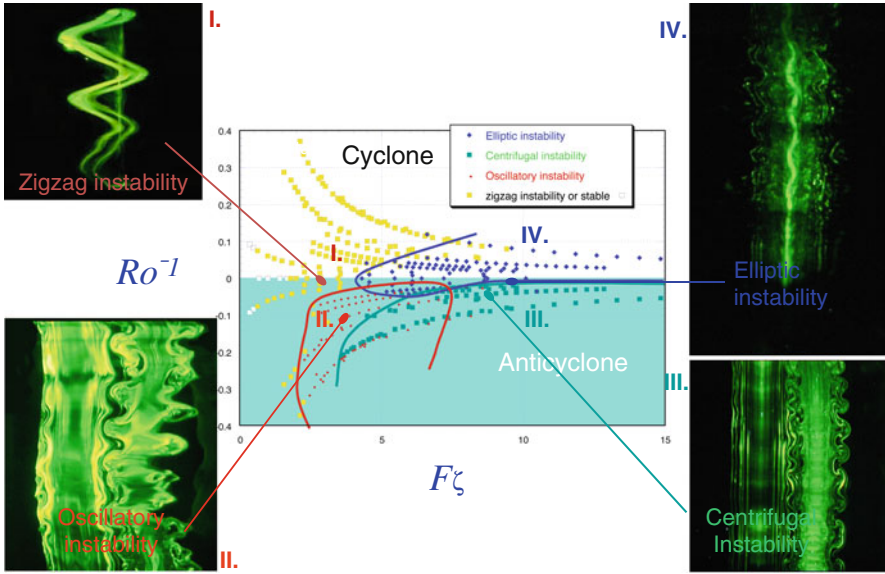 I.
IV.
Zigzag instability
0.4
0.3
0.2
0.1
0
-0.1
-0.2
-0.3
-0.4
Cyclone
Elliptic instability
Centrifugal instability
Oscillatory instability
zigzag instability or stable
I.
IV.
Ro⁻¹
Elliptic
instability
II.
III.
Anticyclone
III.
0
5
10
15
Fζ
Oscillatory
instability
II.
Centrifugal
Instability